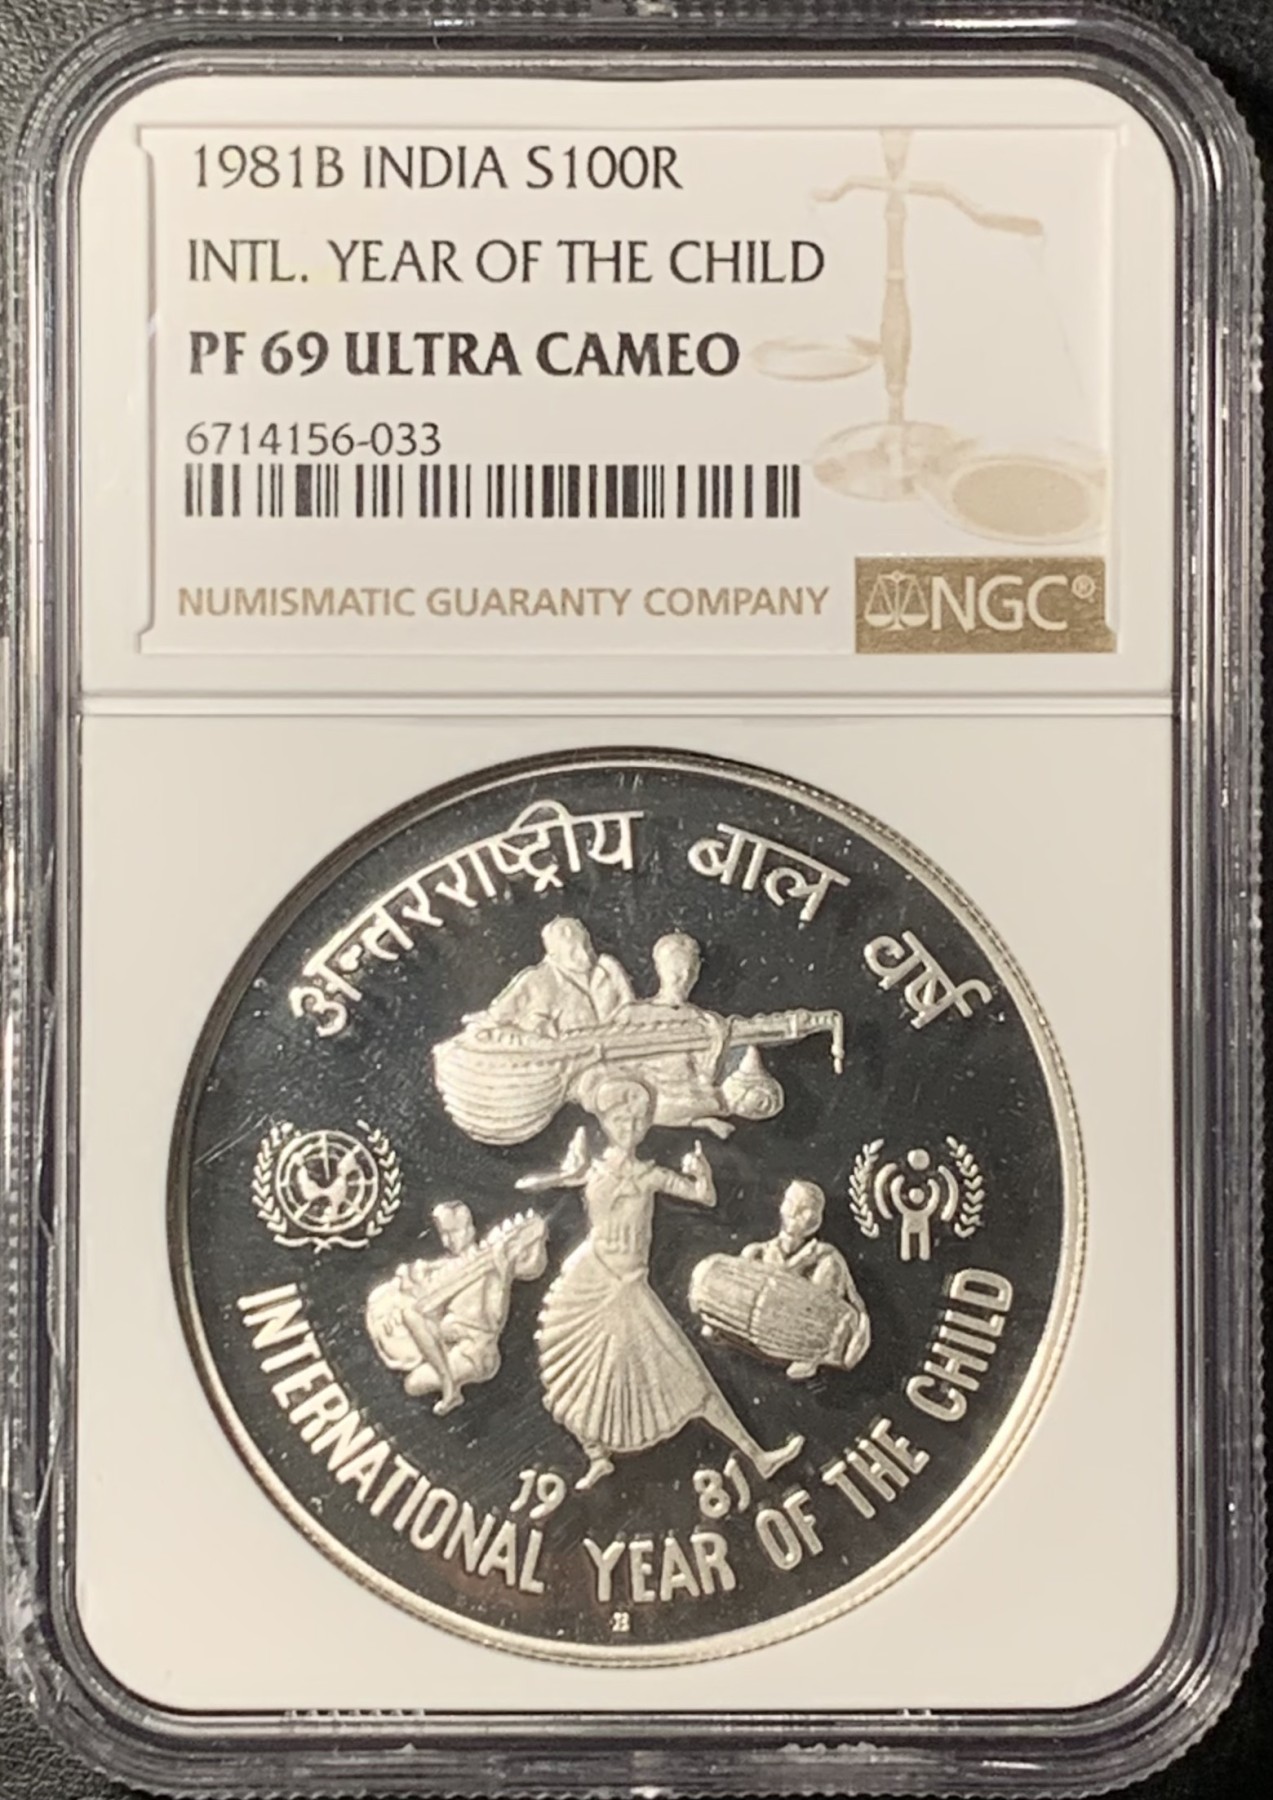 1981B INDIA S100R
INTL. YEAR OF THE CHILD
PF 69 ULTRA CAMEO
6714156-033
NUMISMATIC GUARANTY COMPANY
NGC®
अन्तरराष्ट्रीय बाल वर्ष
19 81
INTERNATIONAL YEAR OF THE CHILD
B